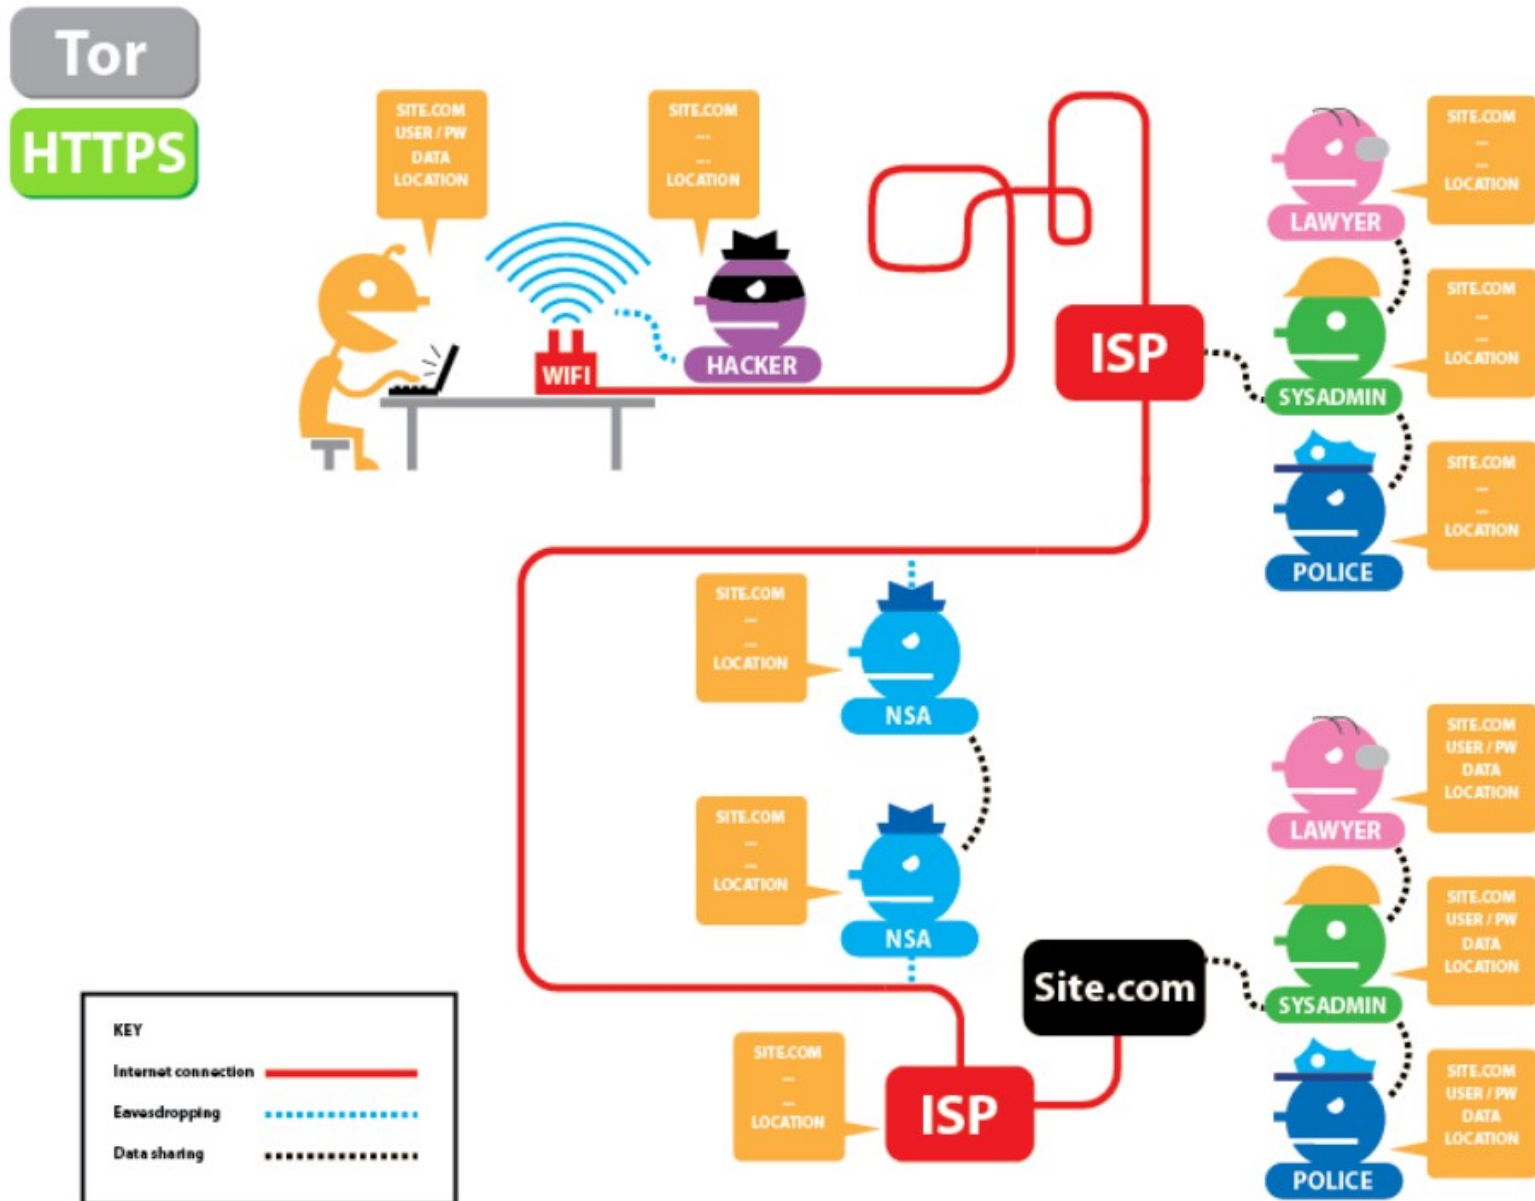 Tor
HTTPS
SITE.COM
USER / PW
DATA
LOCATION
SITE.COM
...
...
LOCATION
WIFI
HACKER
ISP
SITE.COM
...
...
LOCATION
LAWYER
SITE.COM
...
...
LOCATION
SYSADMIN
SITE.COM
...
...
LOCATION
POLICE
SITE.COM
...
...
LOCATION
NSA
SITE.COM
...
...
LOCATION
NSA
SITE.COM
USER / PW
DATA
LOCATION
LAWYER
SITE.COM
USER / PW
DATA
LOCATION
SYSADMIN
Site.com
SITE.COM
...
...
LOCATION
ISP
SITE.COM
USER / PW
DATA
LOCATION
POLICE
KEY
Internet connection
Eavesdropping
Data sharing